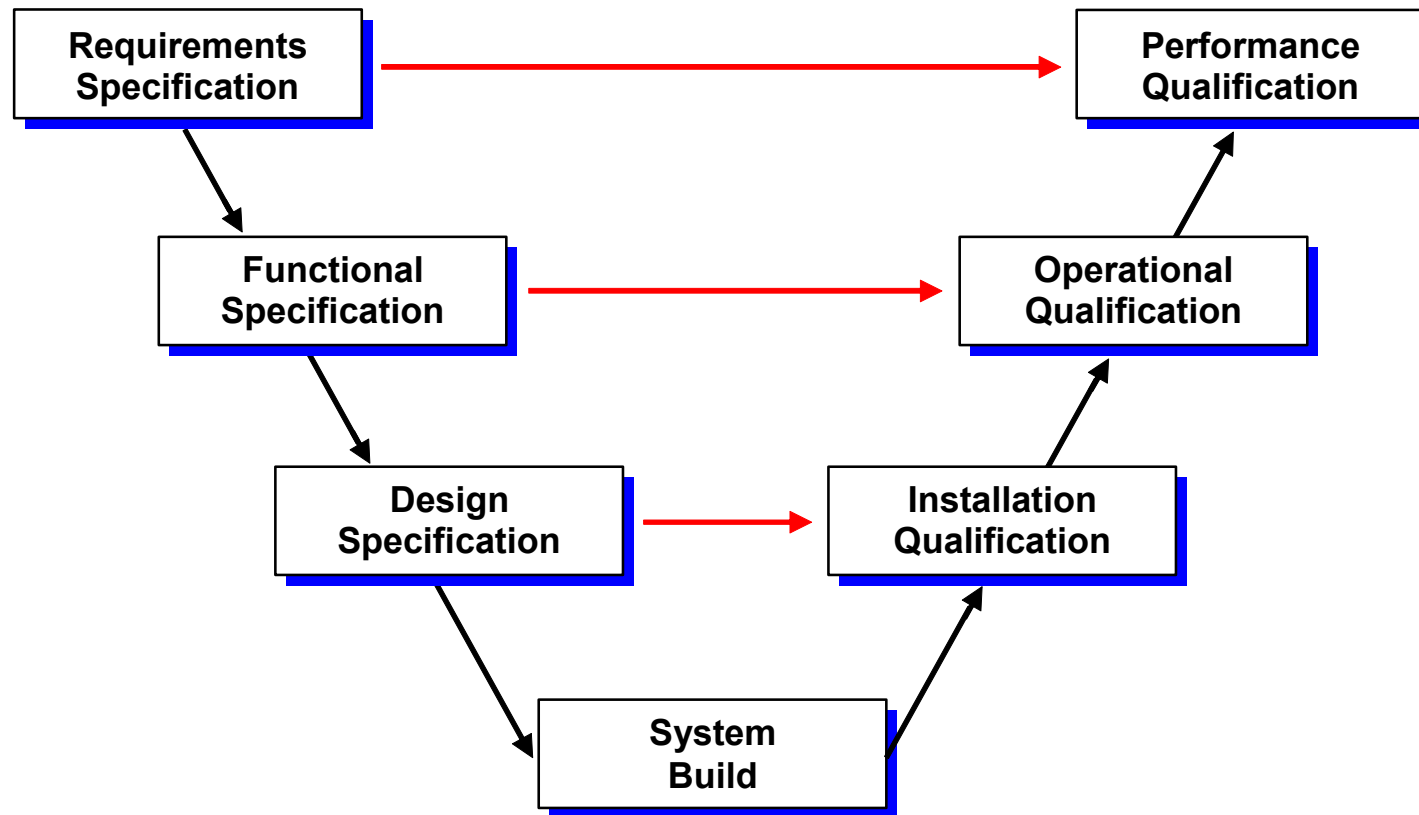 Requirements
Specification
Performance
Qualification
Functional
Specification
Operational
Qualification
Design
Specification
Installation
Qualification
System
Build